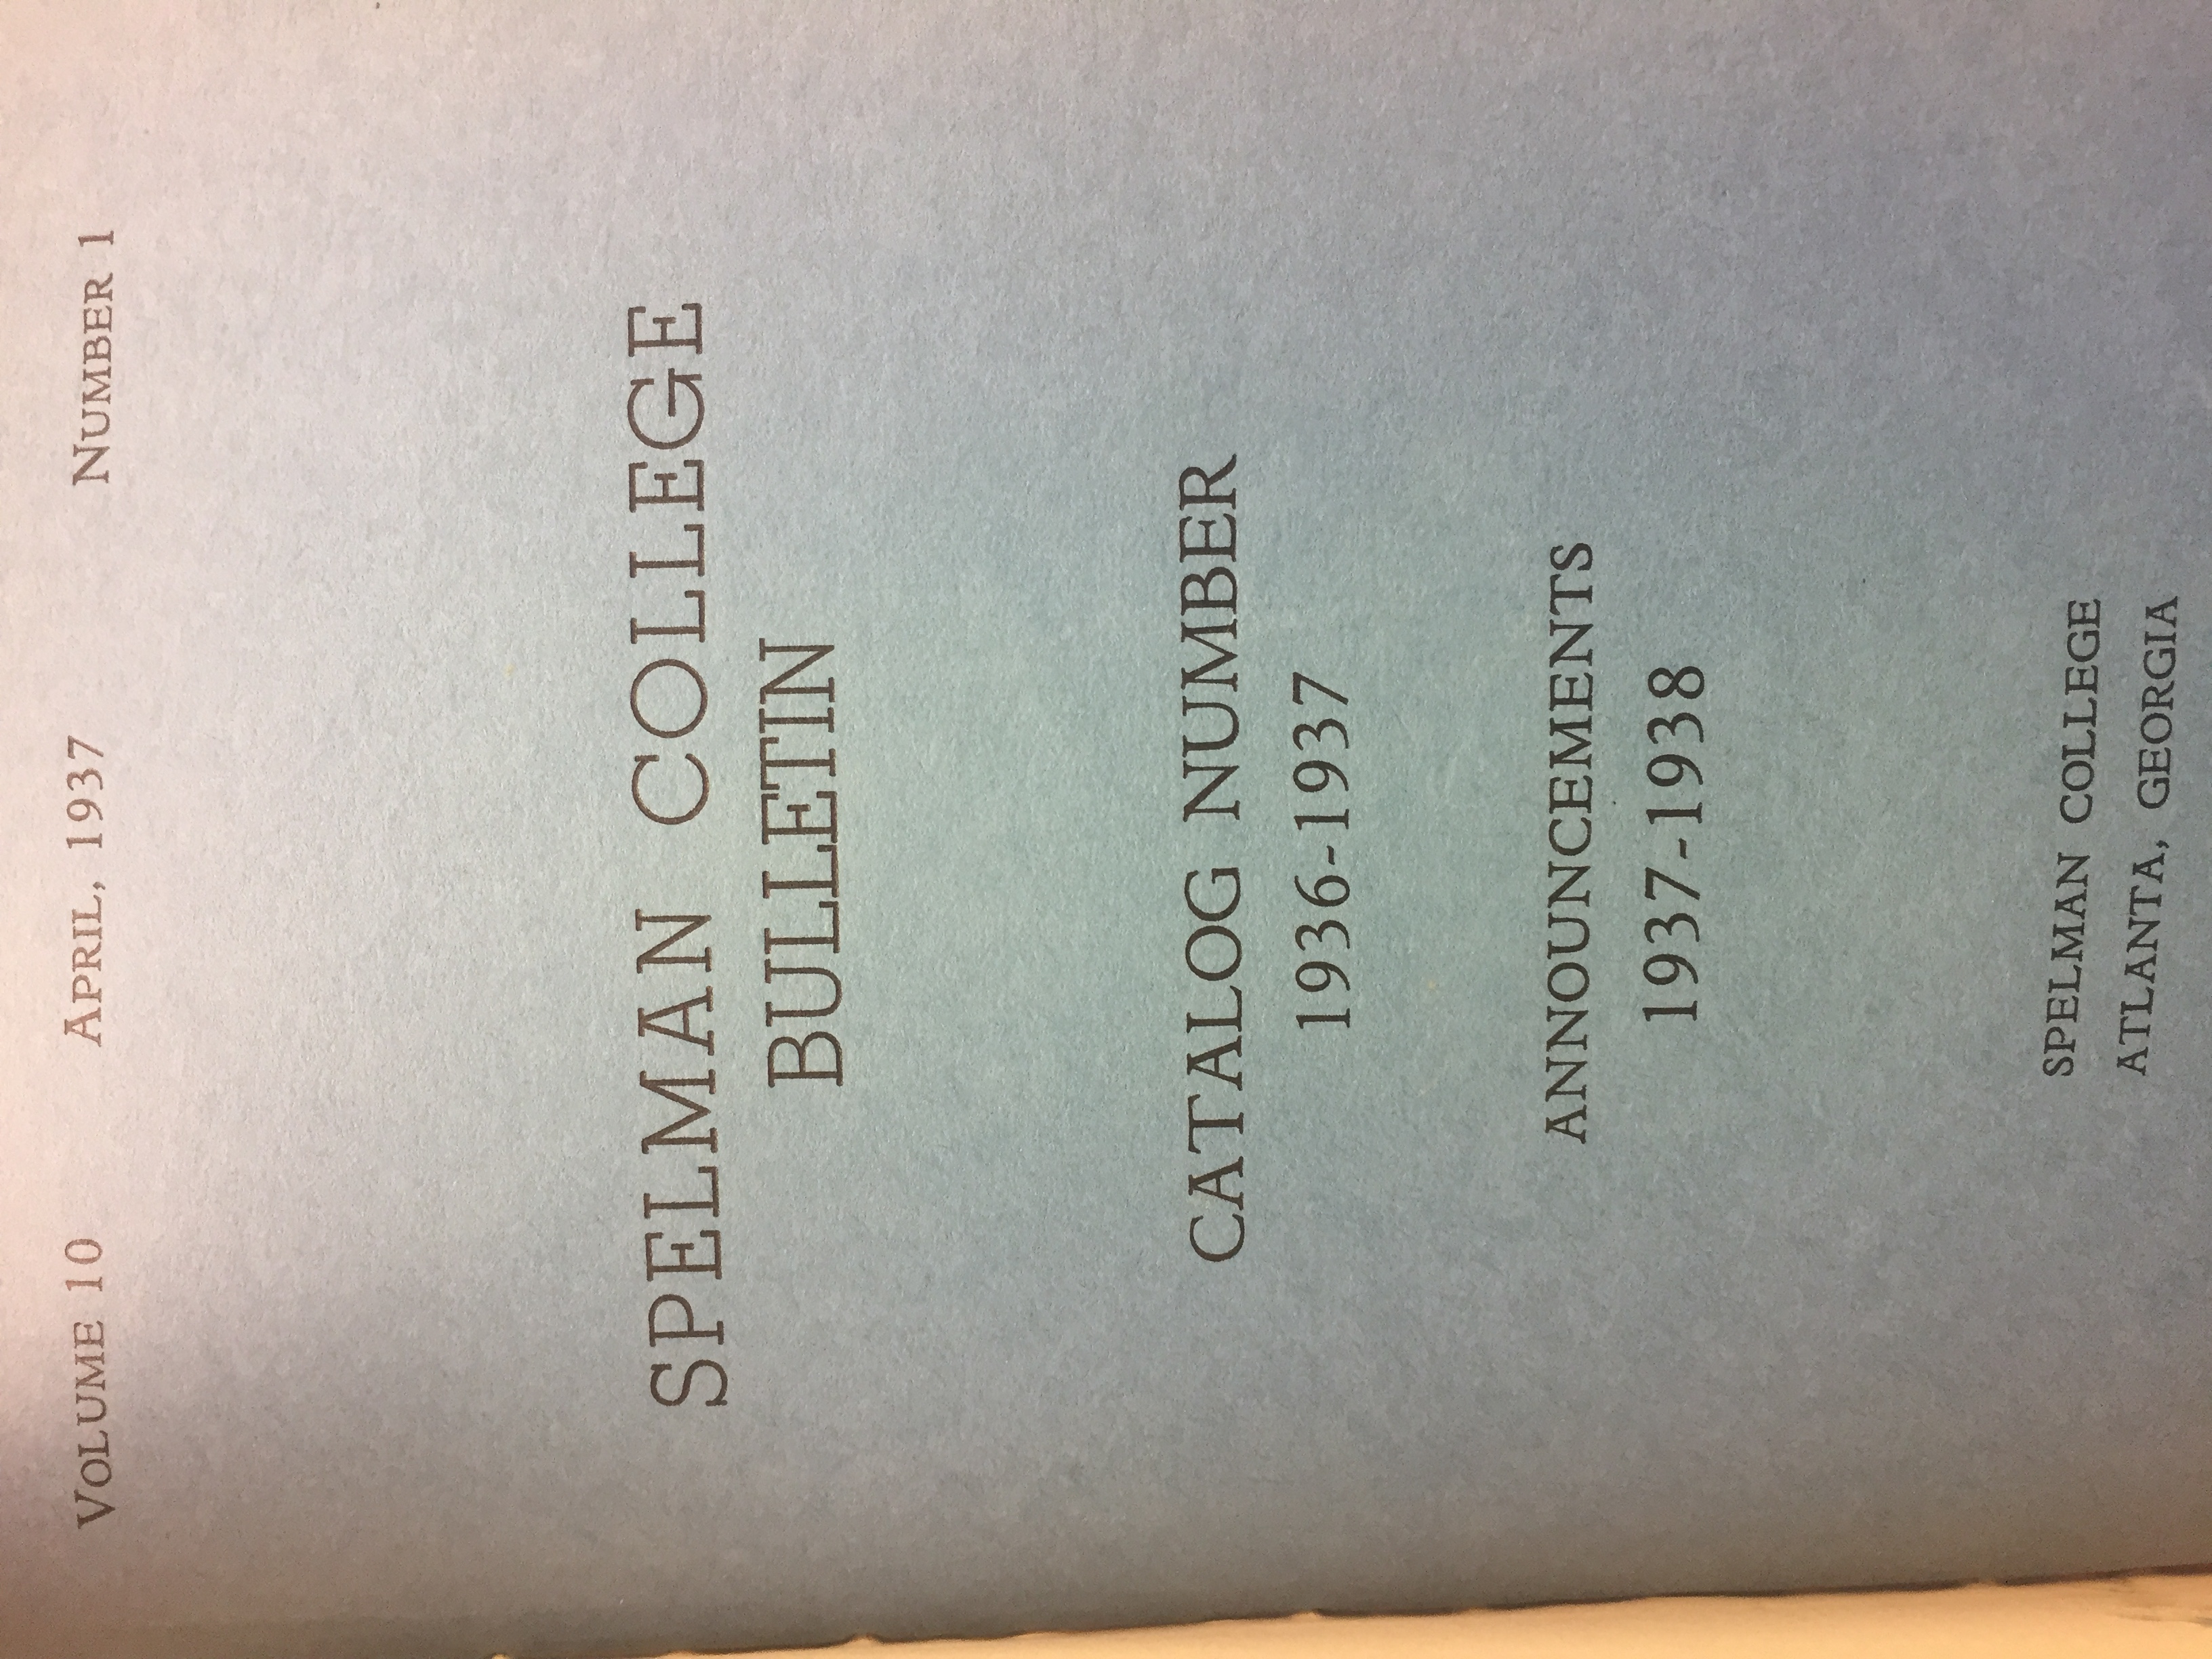 VOLUME 10 APRIL, 1937 NUMBER 1
SPELMAN COLLEGE
BULLETIN
CATALOG NUMBER
1936-1937
ANNOUNCEMENTS
1937-1938
SPELMAN COLLEGE
ATLANTA, GEORGIA